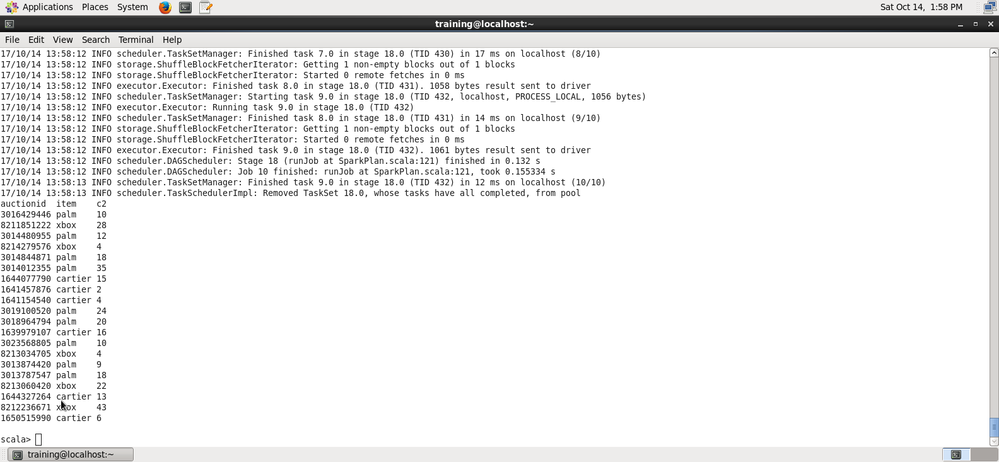 Applications Places System Sat Oct 14, 1:58 PM
training@localhost:~
File Edit View Search Terminal Help
17/10/14 13:58:12 INFO scheduler.TaskSetManager: Finished task 7.0 in stage 18.0 (TID 430) in 17 ms on localhost (8/10)
17/10/14 13:58:12 INFO storage.ShuffleBlockFetcherIterator: Getting 1 non-empty blocks out of 1 blocks
17/10/14 13:58:12 INFO storage.ShuffleBlockFetcherIterator: Started 0 remote fetches in 0 ms
17/10/14 13:58:12 INFO executor.Executor: Finished task 8.0 in stage 18.0 (TID 431). 1058 bytes result sent to driver
17/10/14 13:58:12 INFO scheduler.TaskSetManager: Starting task 9.0 in stage 18.0 (TID 432, localhost, PROCESS_LOCAL, 1056 bytes)
17/10/14 13:58:12 INFO executor.Executor: Running task 9.0 in stage 18.0 (TID 432)
17/10/14 13:58:12 INFO scheduler.TaskSetManager: Finished task 8.0 in stage 18.0 (TID 431) in 14 ms on localhost (9/10)
17/10/14 13:58:12 INFO storage.ShuffleBlockFetcherIterator: Getting 1 non-empty blocks out of 1 blocks
17/10/14 13:58:12 INFO storage.ShuffleBlockFetcherIterator: Started 0 remote fetches in 0 ms
17/10/14 13:58:12 INFO executor.Executor: Finished task 9.0 in stage 18.0 (TID 432). 1061 bytes result sent to driver
17/10/14 13:58:12 INFO scheduler.DAGScheduler: Stage 18 (runJob at SparkPlan.scala:121) finished in 0.132 s
17/10/14 13:58:12 INFO scheduler.DAGScheduler: Job 10 finished: runJob at SparkPlan.scala:121, took 0.155334 s
17/10/14 13:58:13 INFO scheduler.TaskSetManager: Finished task 9.0 in stage 18.0 (TID 432) in 12 ms on localhost (10/10)
17/10/14 13:58:13 INFO scheduler.TaskSchedulerImpl: Removed TaskSet 18.0, whose tasks have all completed, from pool
auctionid item c2
3016429446 palm 10
8211851222 xbox 28
3014480955 palm 12
8214279576 xbox 4
3014844871 palm 18
3014012355 palm 35
1644077790 cartier 15
1641457876 cartier 2
1641154540 cartier 4
3019100520 palm 24
3018964794 palm 20
1639979107 cartier 16
3023568805 palm 10
8213034705 xbox 4
3013874420 palm 9
3013787547 palm 18
8213060420 xbox 22
1644327264 cartier 13
8212236671 xbox 43
1650515990 cartier 6
scala>
training@localhost:~